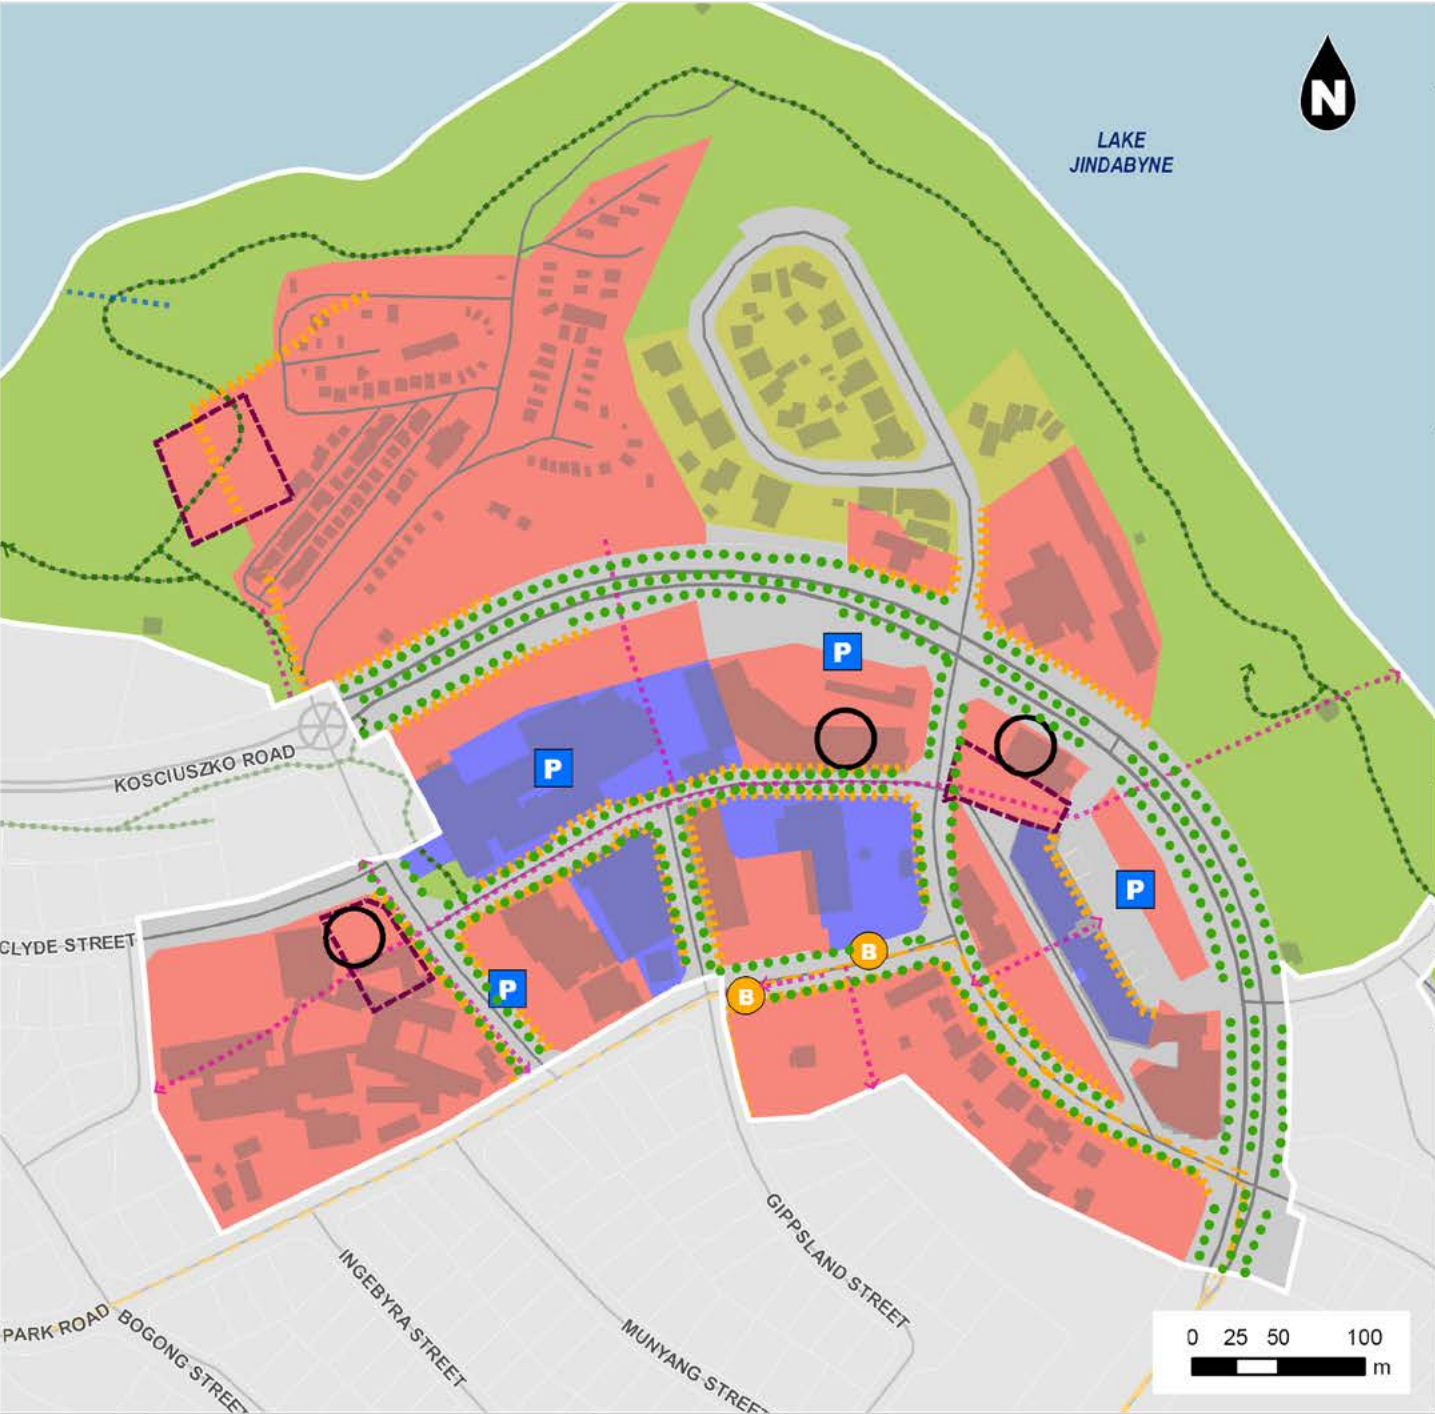 N
LAKE
JINDABYNE
P
KOSCIUSZKO ROAD
P
P
CLYDE STREET
B
P
B
GIPPSLAND STREET
INGEBYRA STREET
PARK ROAD
BOGONG STREET
MUNYANG STREET
0 25 50 100
m